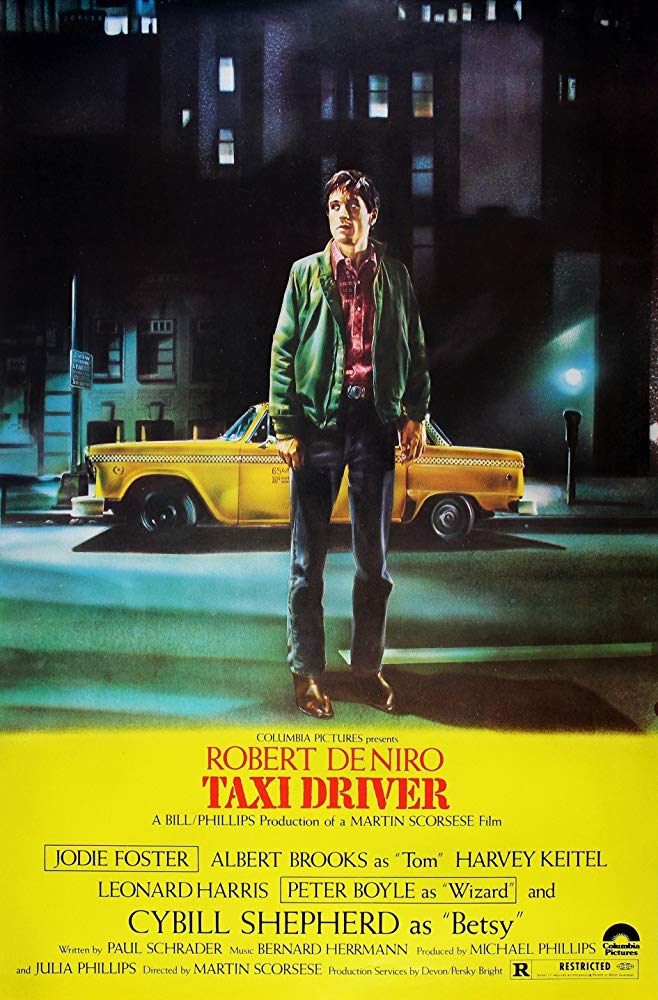 COLUMBIA PICTURES presents
ROBERT DE NIRO
TAXI DRIVER
A BILL/PHILLIPS Production of a MARTIN SCORSESE Film
JODIE FOSTER ALBERT BROOKS as "Tom" HARVEY KEITEL
LEONARD HARRIS PETER BOYLE as "Wizard" and
CYBILL SHEPHERD as "Betsy"
Written by PAUL SCHRADER Music BERNARD HERRMANN Produced by MICHAEL PHILLIPS
and JULIA PHILLIPS Directed by MARTIN SCORSESE Production Services by Devon/Persky-Bright
R RESTRICTED
Columbia
Pictures